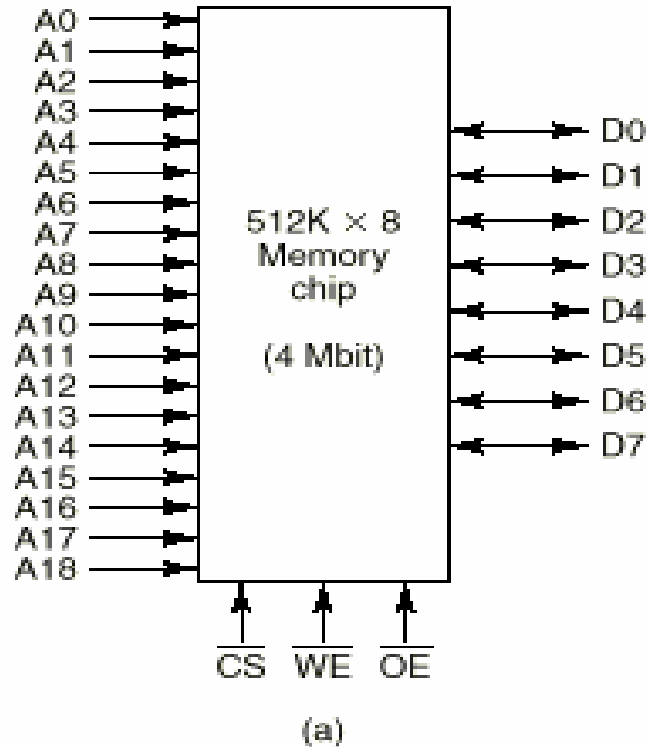 A0
A1
A2
A3
A4
A5
A6
A7
A8
A9
A10
A11
A12
A13
A14
A15
A16
A17
A18
512K × 8
Memory
chip
(4 Mbit)
D0
D1
D2
D3
D4
D5
D6
D7
CS WE OE
(a)